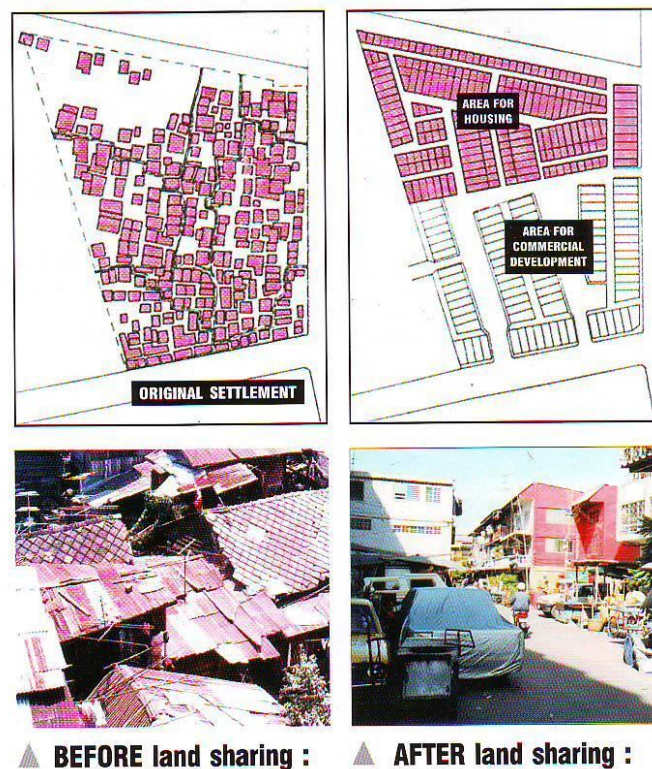 AREA FOR
HOUSING
AREA FOR
COMMERCIAL
DEVELOPMENT
ORIGINAL SETTLEMENT
BEFORE land sharing :
AFTER land sharing :